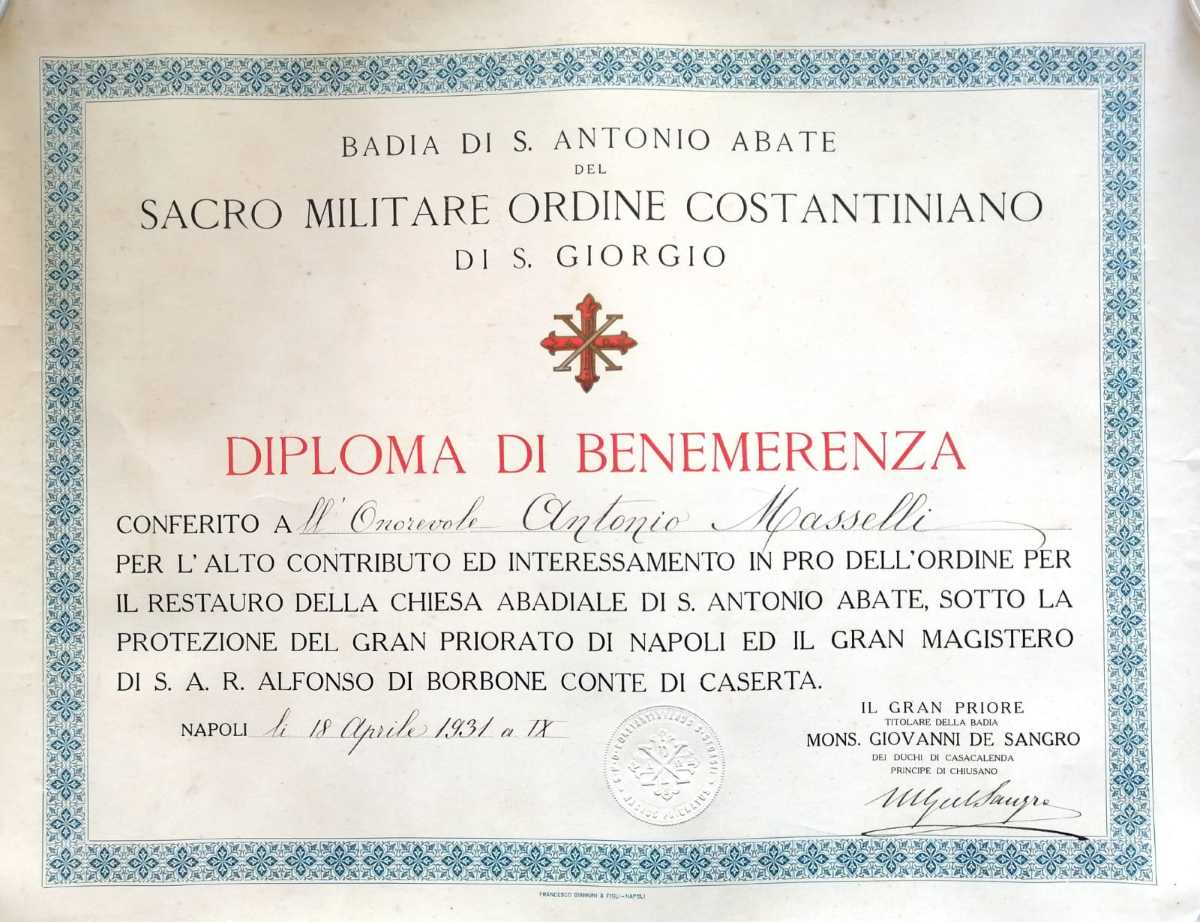 BADIA DI S. ANTONIO ABATE
DEL
SACRO MILITARE ORDINE COSTANTINIANO
DI S. GIORGIO
DIPLOMA DI BENEMERENZA
CONFERITO A ll' Onorevole Antonio Masselli
PER L'ALTO CONTRIBUTO ED INTERESSAMENTO IN PRO DELL'ORDINE PER
IL RESTAURO DELLA CHIESA ABADIALE DI S. ANTONIO ABATE, SOTTO LA
PROTEZIONE DEL GRAN PRIORATO DI NAPOLI ED IL GRAN MAGISTERO
DI S. A. R. ALFONSO DI BORBONE CONTE DI CASERTA.
NAPOLI li 18 Aprile 1931 a IX
IL GRAN PRIORE
TITOLARE DELLA BADIA
MONS. GIOVANNI DE SANGRO
DEI DUCHI DI CASACALENDA
PRINCIPE DI CHIUSANO
FRANCESCO GIANNINI & FIGLI-NAPOLI